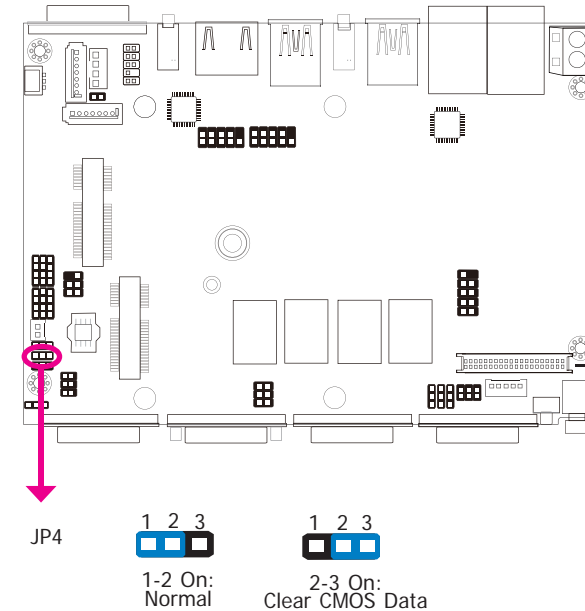 JP4
1 2 3
1-2 On:
Normal
1 2 3
2-3 On:
Clear CMOS Data